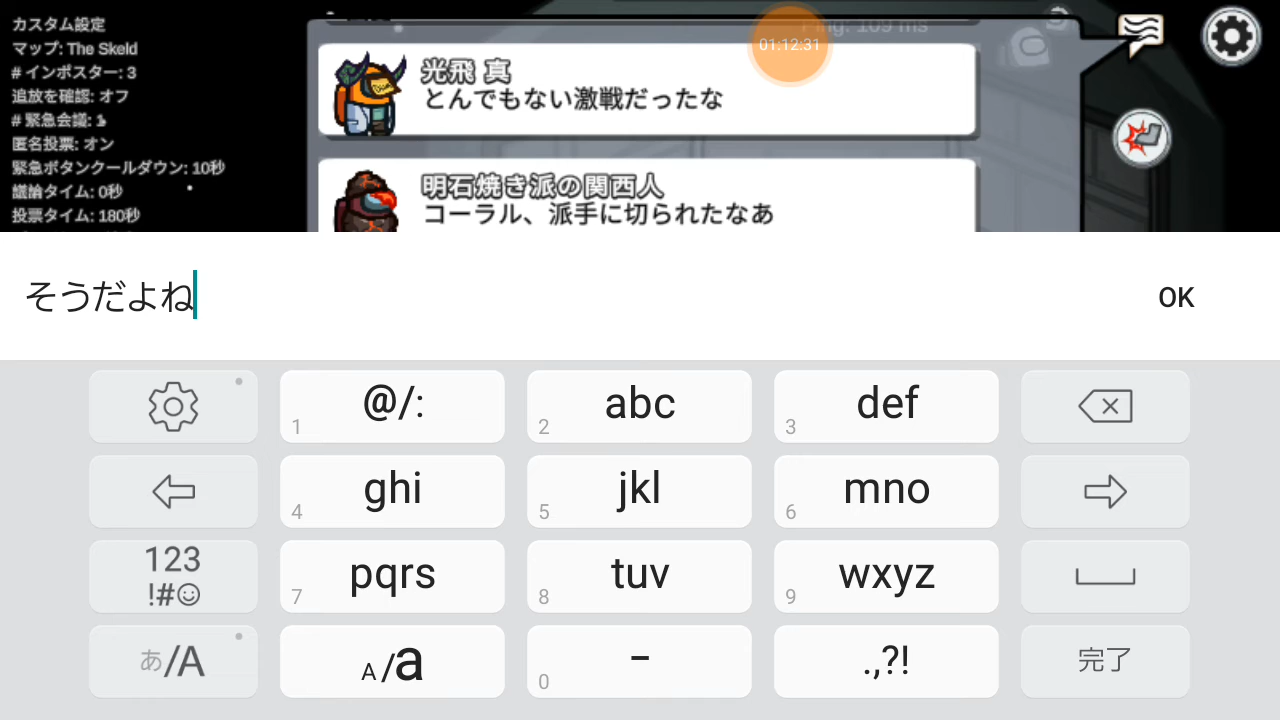 カスタム設定
マップ: The Skeld
# インポスター: 3
追放を確認: オフ
# 緊急会議: 1
匿名投票: オン
緊急ボタンクールダウン: 10秒
議論タイム: 0秒
投票タイム: 180秒
Ping: 109 ms
01:12:31
光飛 真
とんでもない激戦だったな
明石焼き派の関西人
コーラル、派手に切られたなあ
そうだよね
OK
1 @/:
2 abc
3 def
4 ghi
5 jkl
6 mno
123
!#☺
7 pqrs
8 tuv
9 wxyz
あ/A
A/a
0 −
.,?!
完了